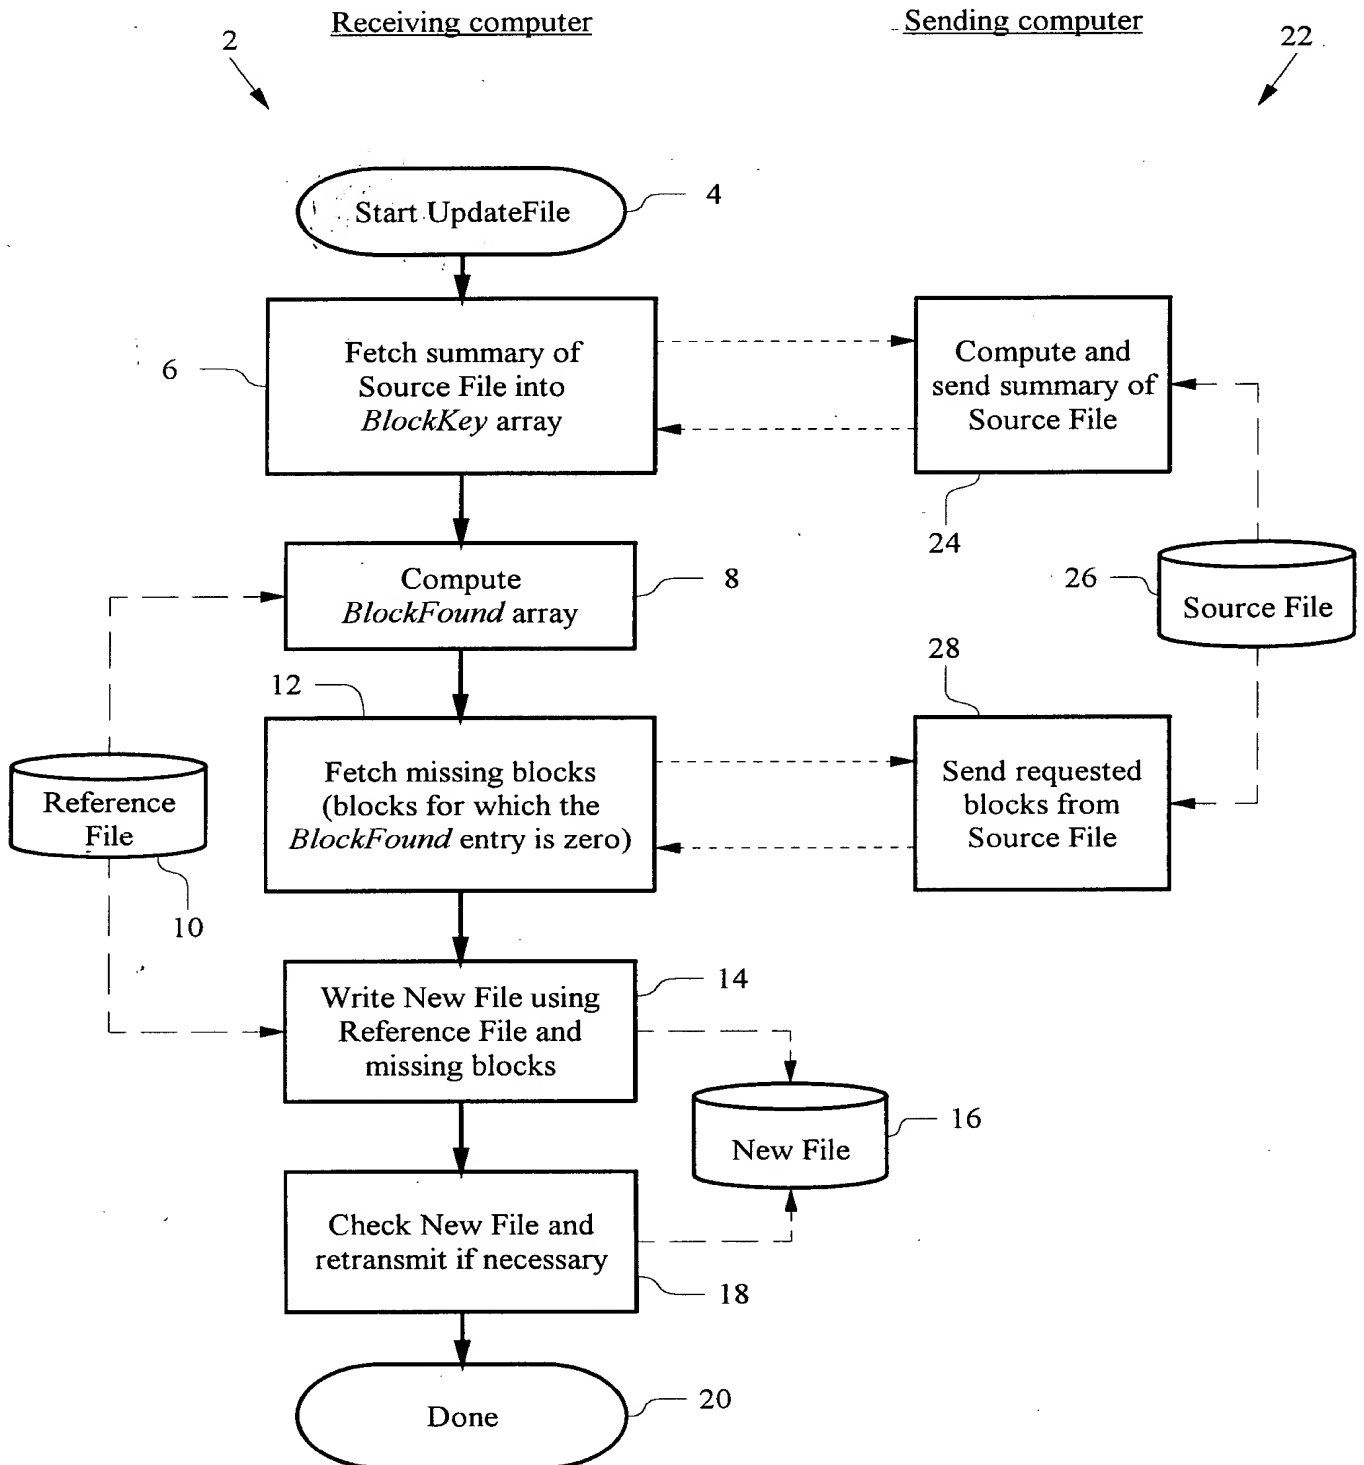 Receiving computer
Sending computer
2
22
Start UpdateFile
4
Fetch summary of
Source File into
BlockKey array
6
Compute and
send summary of
Source File
24
Compute
BlockFound array
8
26
Source File
12
28
Fetch missing blocks
(blocks for which the
BlockFound entry is zero)
Send requested
blocks from
Source File
Reference
File
10
Write New File using
Reference File and
missing blocks
14
New File
16
Check New File and
retransmit if necessary
18
Done
20